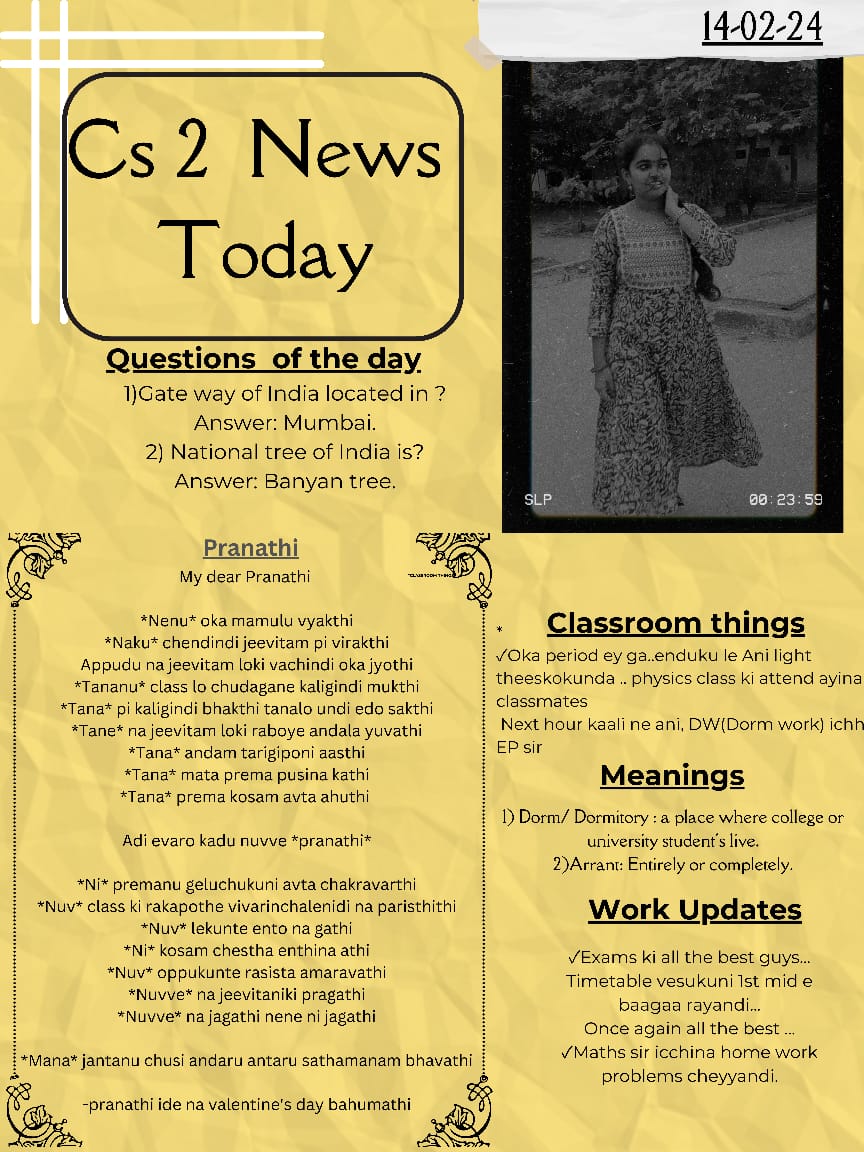 14-02-24
Cs 2 News
Today
Questions of the day
1)Gate way of India located in ?
Answer: Mumbai.
2) National tree of India is?
Answer: Banyan tree.
SLP
00:23:59
Pranathi
My dear Pranathi
*Nenu* oka mamulu vyakthi
*Naku* chendindi jeevitam pi virakthi
Appudu na jeevitam loki vachindi oka jyothi
*Tananu* class lo chudagane kaligindi mukthi
*Tana* pi kaligindi bhakthi tanalo undi edo sakthi
*Tane* na jeevitam loki raboye andala yuvathi
*Tana* andam tarigiponi aasthi
*Tana* mata prema pusina kathi
*Tana* prema kosam avta ahuthi
Adi evaro kadu nuvve *pranathi*
*Ni* premanu geluchukuni avta chakravarthi
*Nuv* class ki rakapothe vivarinchalenidi na paristhithi
*Nuv* lekunte ento na gathi
*Ni* kosam chestha enthina athi
*Nuv* oppukunte rasista amaravathi
*Nuvve* na jeevitaniki pragathi
*Nuvve* na jagathi nene ni jagathi
*Mana* jantanu chusi andaru antaru sathamanam bhavathi
-pranathi ide na valentine's day bahumathi
*
Classroom things
✓Oka period ey ga..enduku le Ani light
theeskokunda .. physics class ki attend ayina
classmates
Next hour kaali ne ani, DW(Dorm work) ichh
EP sir
Meanings
1) Dorm/ Dormitory : a place where college or
university student's live.
2)Arrant: Entirely or completely.
Work Updates
✓Exams ki all the best guys...
Timetable vesukuni 1st mid e
baagaa rayandi...
Once again all the best ...
✓Maths sir icchina home work
problems cheyyandi.